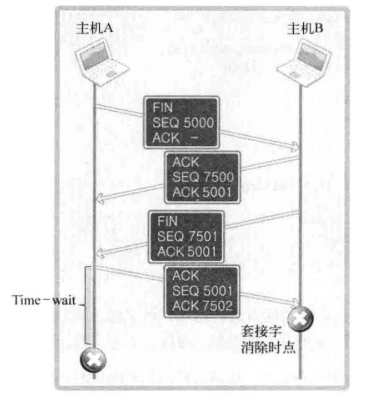 主机A
主机B
FIN
SEQ 5000
ACK -
ACK
SEQ 7500
ACK 5001
FIN
SEQ 7501
ACK 5001
ACK
SEQ 5001
ACK 7502
Time-wait
套接字
消除时点